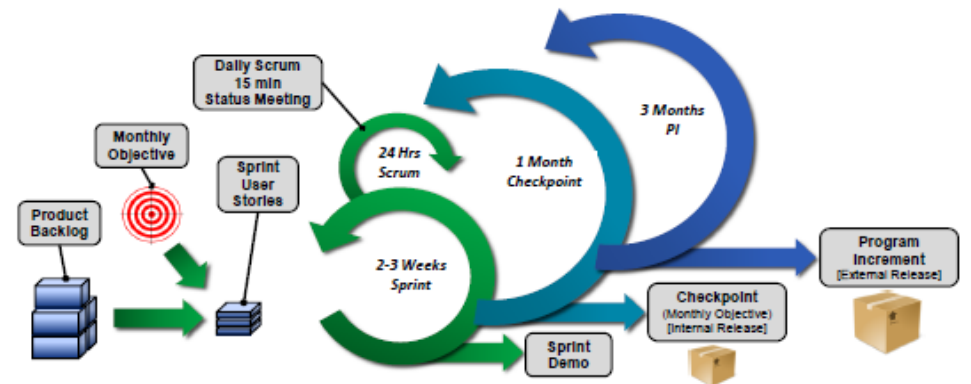 Daily Scrum
15 min
Status Meeting
Monthly
Objective
Sprint
User
Stories
Product
Backlog
24 Hrs
Scrum
2-3 Weeks
Sprint
1 Month
Checkpoint
3 Months
PI
Sprint
Demo
Checkpoint
(Monthly Objective)
[Internal Release]
Program
Increment
[External Release]